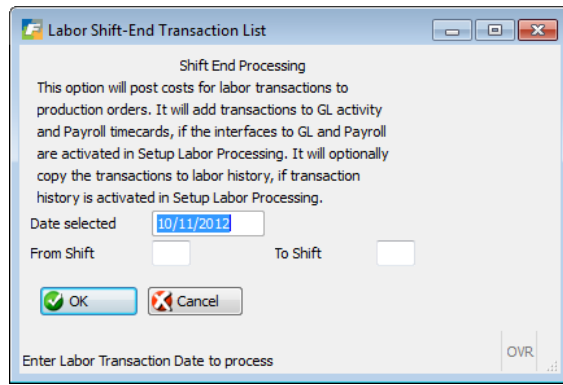 Labor Shift-End Transaction List
Shift End Processing
This option will post costs for labor transactions to
production orders. It will add transactions to GL activity
and Payroll timecards, if the interfaces to GL and Payroll
are activated in Setup Labor Processing. It will optionally
copy the transactions to labor history, if transaction
history is activated in Setup Labor Processing.
Date selected 10/11/2012
From Shift To Shift
OK Cancel
Enter Labor Transaction Date to process OVR